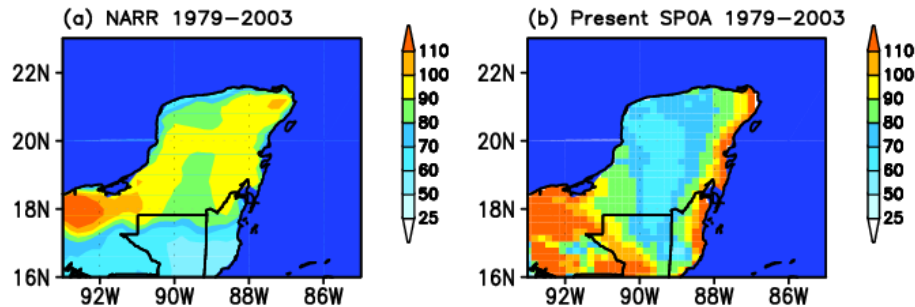 (a) NARR 1979-2003
(b) Present SP0A 1979-2003
22N
20N
18N
16N
92W 90W 88W 86W
110
100
90
80
70
60
50
25
22N
20N
18N
16N
92W 90W 88W 86W
110
100
90
80
70
60
50
25